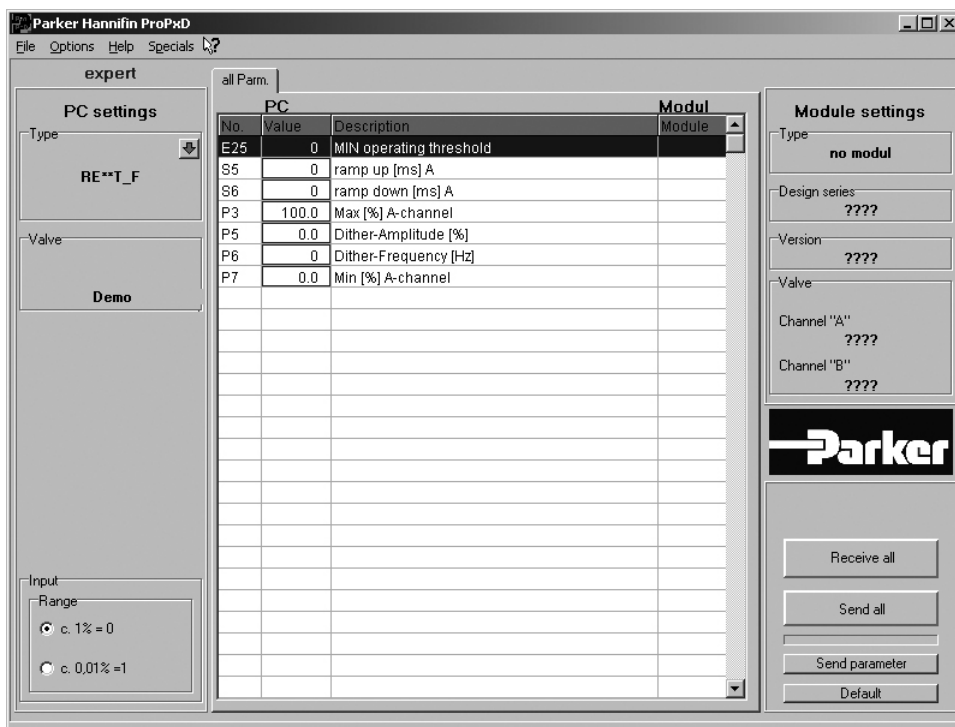 Parker Hannifin ProPxD
File Options Help Specials ?
expert
PC settings
Type
RE**T_F
Valve
Demo
Input
Range
c. 1% = 0
c. 0,01% =1
all Parm.
PC Modul
No. Value Description Module
E25 0 MIN operating threshold
S5 0 ramp up [ms] A
S6 0 ramp down [ms] A
P3 100.0 Max [%] A-channel
P5 0.0 Dither-Amplitude [%]
P6 0 Dither-Frequency [Hz]
P7 0.0 Min [%] A-channel
Module settings
Type
no modul
Design series
????
Version
????
Valve
Channel "A"
????
Channel "B"
????
Parker
Receive all
Send all
Send parameter
Default